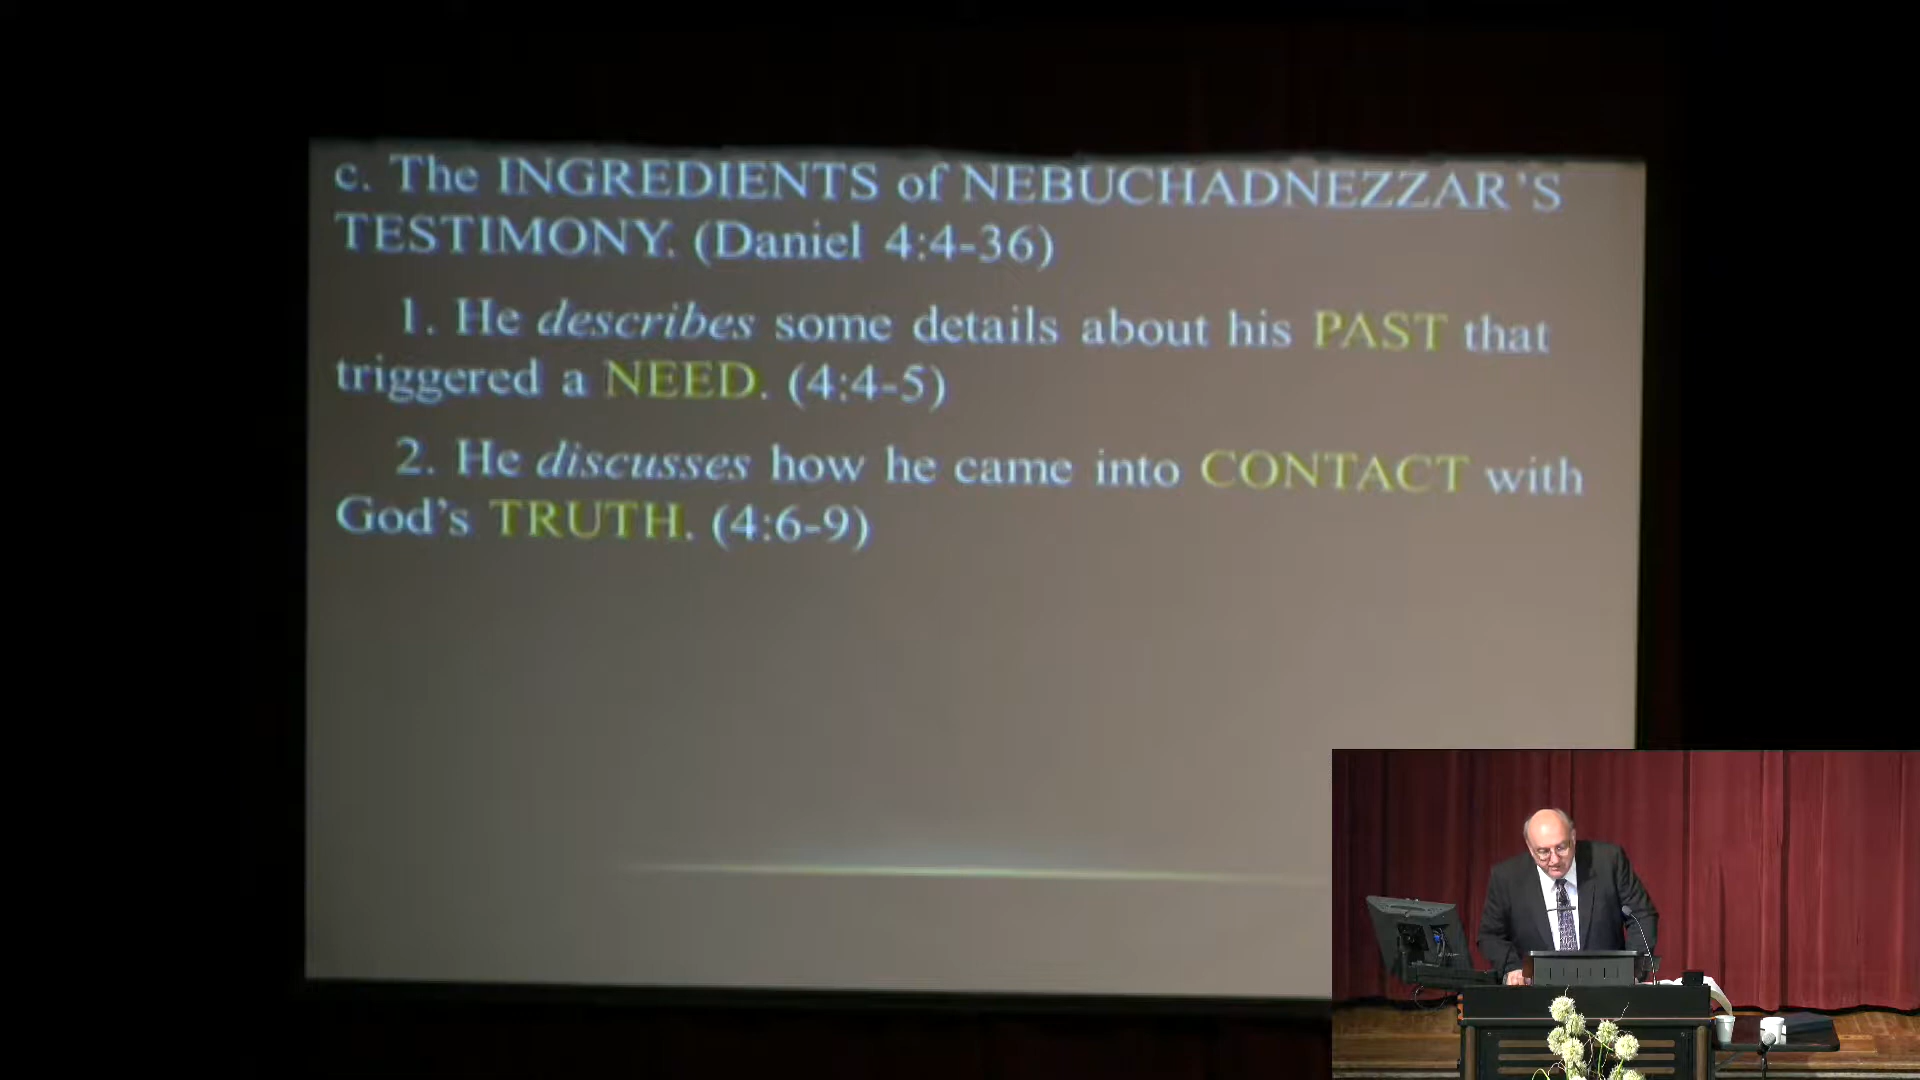 c. The INGREDIENTS of NEBUCHADNEZZAR'S
TESTIMONY. (Daniel 4:4-36)
1. He describes some details about his PAST that
triggered a NEED. (4:4-5)
2. He discusses how he came into CONTACT with
God's TRUTH. (4:6-9)